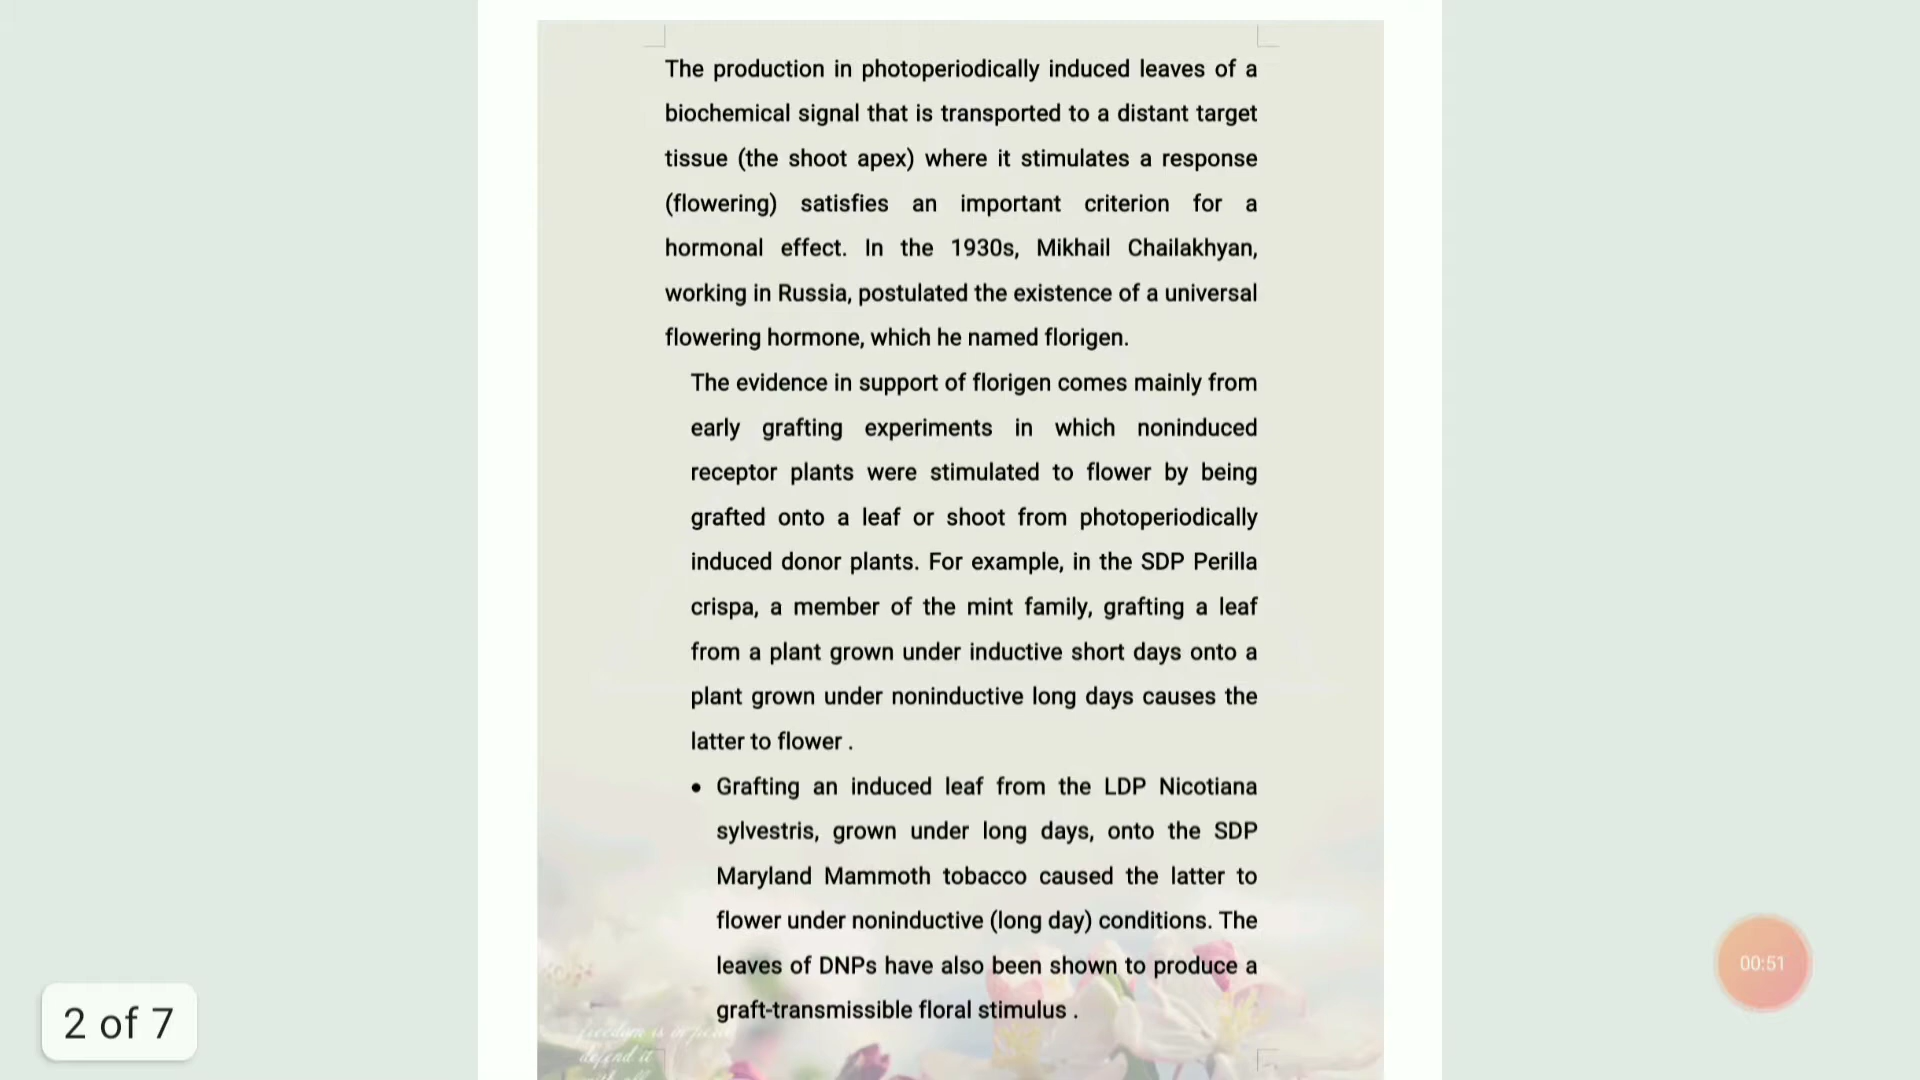 The production in photoperiodically induced leaves of a
biochemical signal that is transported to a distant target
tissue (the shoot apex) where it stimulates a response
(flowering) satisfies an important criterion for a
hormonal effect. In the 1930s, Mikhail Chailakhyan,
working in Russia, postulated the existence of a universal
flowering hormone, which he named florigen.
The evidence in support of florigen comes mainly from
early grafting experiments in which noninduced
receptor plants were stimulated to flower by being
grafted onto a leaf or shoot from photoperiodically
induced donor plants. For example, in the SDP Perilla
crispa, a member of the mint family, grafting a leaf
from a plant grown under inductive short days onto a
plant grown under noninductive long days causes the
latter to flower .
• Grafting an induced leaf from the LDP Nicotiana
sylvestris, grown under long days, onto the SDP
Maryland Mammoth tobacco caused the latter to
flower under noninductive (long day) conditions. The
leaves of DNPs have also been shown to produce a
graft-transmissible floral stimulus .
freedom is in
defend it
00:51
2 of 7